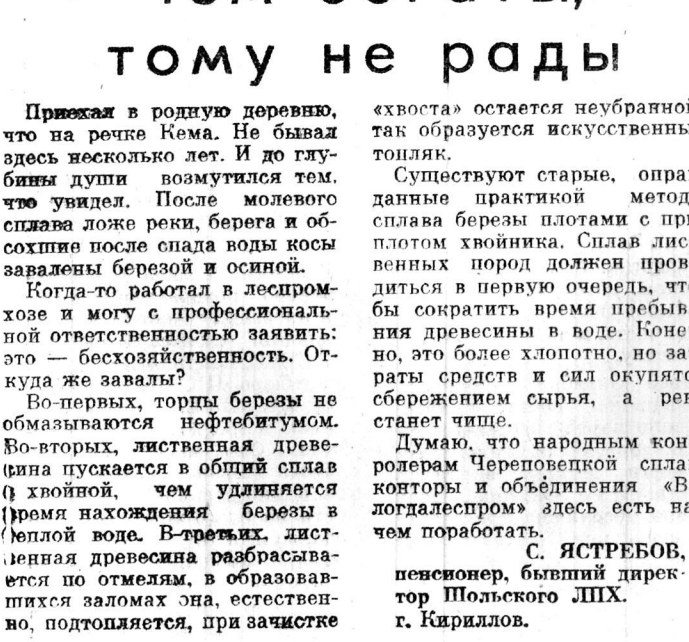 тому не рады
Приехал в родную деревню,
что на речке Кема. Не бывал
здесь несколько лет. И до глу-
бины души возмутился тем,
что увидел. После молевого
сплава ложе реки, берега и об-
сохшие после спада воды косы
завалены березой и осиной.
Когда-то работал в леспром-
хозе и могу с профессиональ-
ной ответственностью заявить:
это — бесхозяйственность. От-
куда же завалы?
Во-первых, торцы березы не
обмазываются нефтебитумом.
Во-вторых, лиственная древе-
сина пускается в общий сплав
с хвойной, чем удлиняется
время нахождения березы в
теплой воде. В-третьих, лист-
венная древесина разбрасыва-
ется по отмелям, в образовав-
шихся заломах она, естествен-
но, подтопляется, при зачистке
«хвоста» остается неубранной
так образуется искусственны
топляк.
Существуют старые, опра
данные практикой метод
сплава березы плотами с при
плотом хвойника. Сплав лис
венных пород должен пров
диться в первую очередь, что
бы сократить время пребыв
ния древесины в воде. Коне
но, это более хлопотно, но за
раты средств и сил окупятс
сбережением сырья, а рек
станет чище.
Думаю, что народным кон
ролерам Череповецкой спла
конторы и объединения «В
логдалеспром» здесь есть на
чем поработать.
С. ЯСТРЕБОВ,
пенсионер, бывший дирек-
тор Шольского ЛПХ.
г. Кириллов.